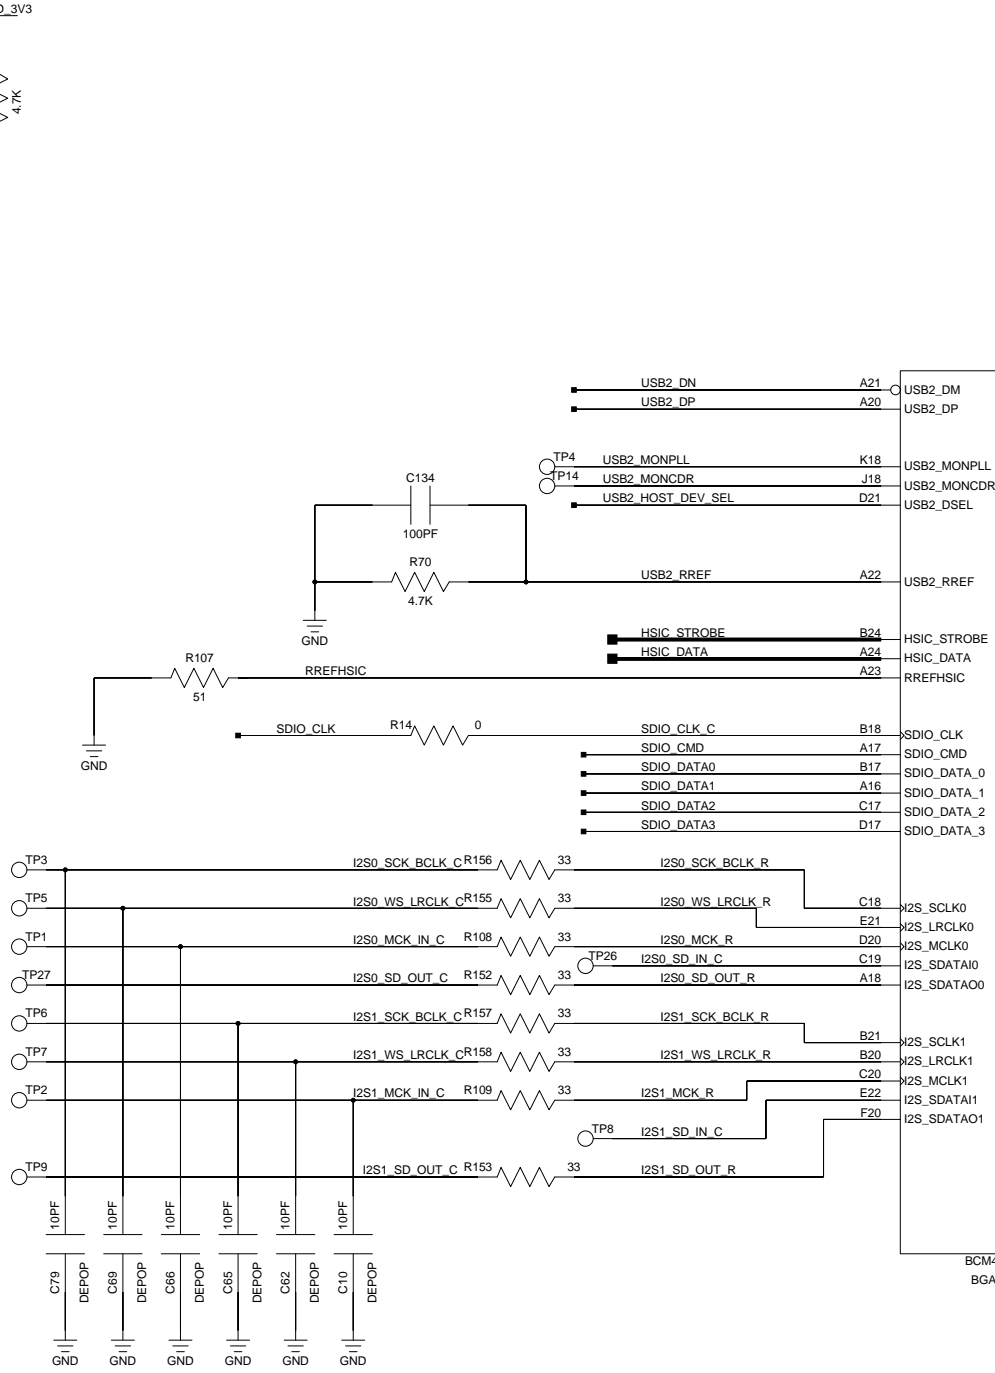 _3V3
4.7K
USB2_DN A21 USB2_DM
USB2_DP A20 USB2_DP
TP4 USB2_MONPLL K18 USB2_MONPLL
TP14 USB2_MONCDR J18 USB2_MONCDR
USB2_HOST_DEV_SEL D21 USB2_DSEL
C134
100PF
R70
4.7K
USB2_RREF A22 USB2_RREF
GND
HSIC_STROBE B24 HSIC_STROBE
HSIC_DATA A24 HSIC_DATA
R107
51
RREFHSIC A23 RREFHSIC
GND
SDIO_CLK R14 0 SDIO_CLK_C B18 SDIO_CLK
SDIO_CMD A17 SDIO_CMD
SDIO_DATA0 B17 SDIO_DATA_0
SDIO_DATA1 A16 SDIO_DATA_1
SDIO_DATA2 C17 SDIO_DATA_2
SDIO_DATA3 D17 SDIO_DATA_3
TP3 I2S0_SCK_BCLK_C R156 33 I2S0_SCK_BCLK_R
TP5 I2S0_WS_LRCLK_C R155 33 I2S0_WS_LRCLK_R C18 I2S_SCLK0
E21 I2S_LRCLK0
TP1 I2S0_MCK_IN_C R108 33 I2S0_MCK_R D20 I2S_MCLK0
TP26 I2S0_SD_IN_C C19 I2S_SDATAI0
TP27 I2S0_SD_OUT_C R152 33 I2S0_SD_OUT_R A18 I2S_SDATAO0
TP6 I2S1_SCK_BCLK_C R157 33 I2S1_SCK_BCLK_R
B21 I2S_SCLK1
TP7 I2S1_WS_LRCLK_C R158 33 I2S1_WS_LRCLK_R B20 I2S_LRCLK1
C20 I2S_MCLK1
TP2 I2S1_MCK_IN_C R109 33 I2S1_MCK_R E22 I2S_SDATAI1
F20 I2S_SDATAO1
TP8 I2S1_SD_IN_C
TP9 I2S1_SD_OUT_C R153 33 I2S1_SD_OUT_R
10PF 10PF 10PF 10PF 10PF 10PF
C79 DEPOP C69 DEPOP C66 DEPOP C65 DEPOP C62 DEPOP C10 DEPOP
GND GND GND GND GND GND
BCM4
BGA